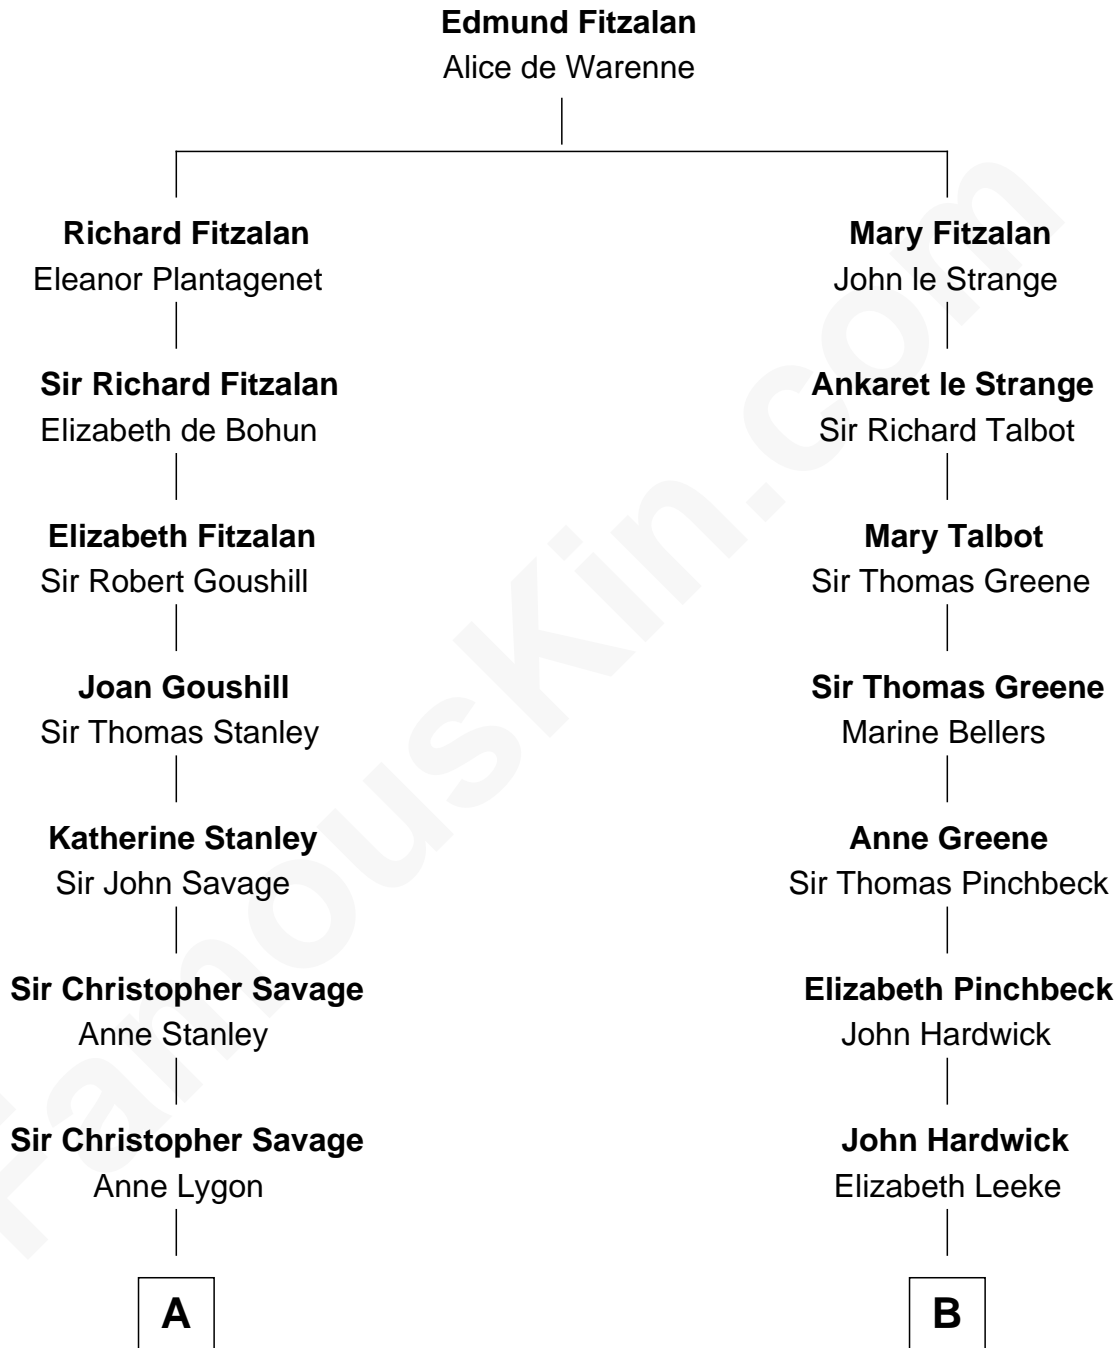 Edmund Fitzalan
Alice de Warenne
Richard Fitzalan
Eleanor Plantagenet
Mary Fitzalan
John le Strange
Sir Richard Fitzalan
Elizabeth de Bohun
Ankaret le Strange
Sir Richard Talbot
Elizabeth Fitzalan
Sir Robert Goushill
Mary Talbot
Sir Thomas Greene
Joan Goushill
Sir Thomas Stanley
Sir Thomas Greene
Marine Bellers
Katherine Stanley
Sir John Savage
Anne Greene
Sir Thomas Pinchbeck
Sir Christopher Savage
Anne Stanley
Elizabeth Pinchbeck
John Hardwick
Sir Christopher Savage
Anne Lygon
John Hardwick
Elizabeth Leeke
A
B
FamousKin.com